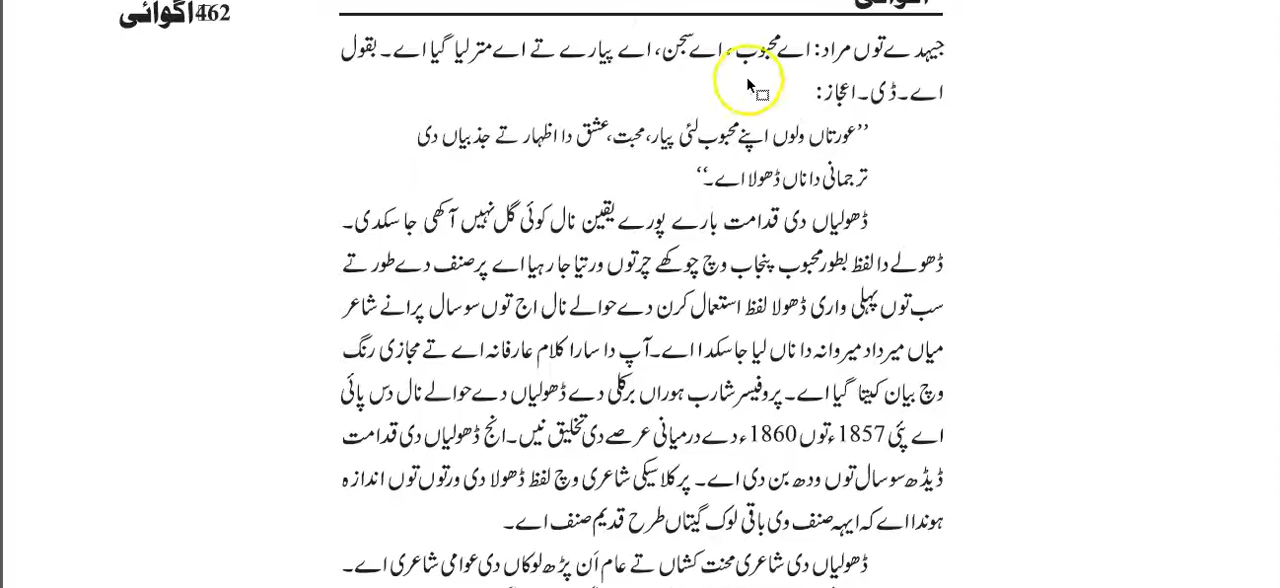 462 اگوائی
جیہدے توں مراد: اے محبوب، اے سجن، اے پیارے تے اے متر لیا گیا اے۔ بقول
اے۔ ڈی۔ اعجاز:
’’عورتاں ولوں اپنے محبوب لئی پیار، محبت، عشق دا اظہار تے جذبیاں دی
ترجمانی دا ناں ڈھولا اے۔‘‘
ڈھولیاں دی قدامت بارے پورے یقین نال کوئی گل نہیں آکھی جا سکدی۔
ڈھولے دا لفظ بطور محبوب پنجاب وچ چوکھے چر توں ورتیا جا رہیا اے پر صنف دے طور تے
سب توں پہلی واری ڈھولا لفظ استعمال کرن دے حوالے نال اج توں سو سال پرانے شاعر
میاں میرداد میروانہ دا ناں لیا جا سکدا اے۔ آپ دا سارا کلام عارفانہ اے تے مجازی رنگ
وچ بیان کیتا گیا اے۔ پروفیسر شارب ہوراں برکلی دے ڈھولیاں دے حوالے نال دس پائی
اے پئی 1857ء توں 1860ء دے درمیانی عرصے دی تخلیق نیں۔ انج ڈھولیاں دی قدامت
ڈیڈھ سو سال توں ودھ بن دی اے۔ پر کلاسیکی شاعری وچ لفظ ڈھولا دی ورتوں توں اندازہ
ہوندا اے کہ ایہہ صنف وی باقی لوک گیتاں طرح قدیم صنف اے۔
ڈھولیاں دی شاعری محنت کشاں تے عام اَن پڑھ لوکاں دی عوامی شاعری اے۔